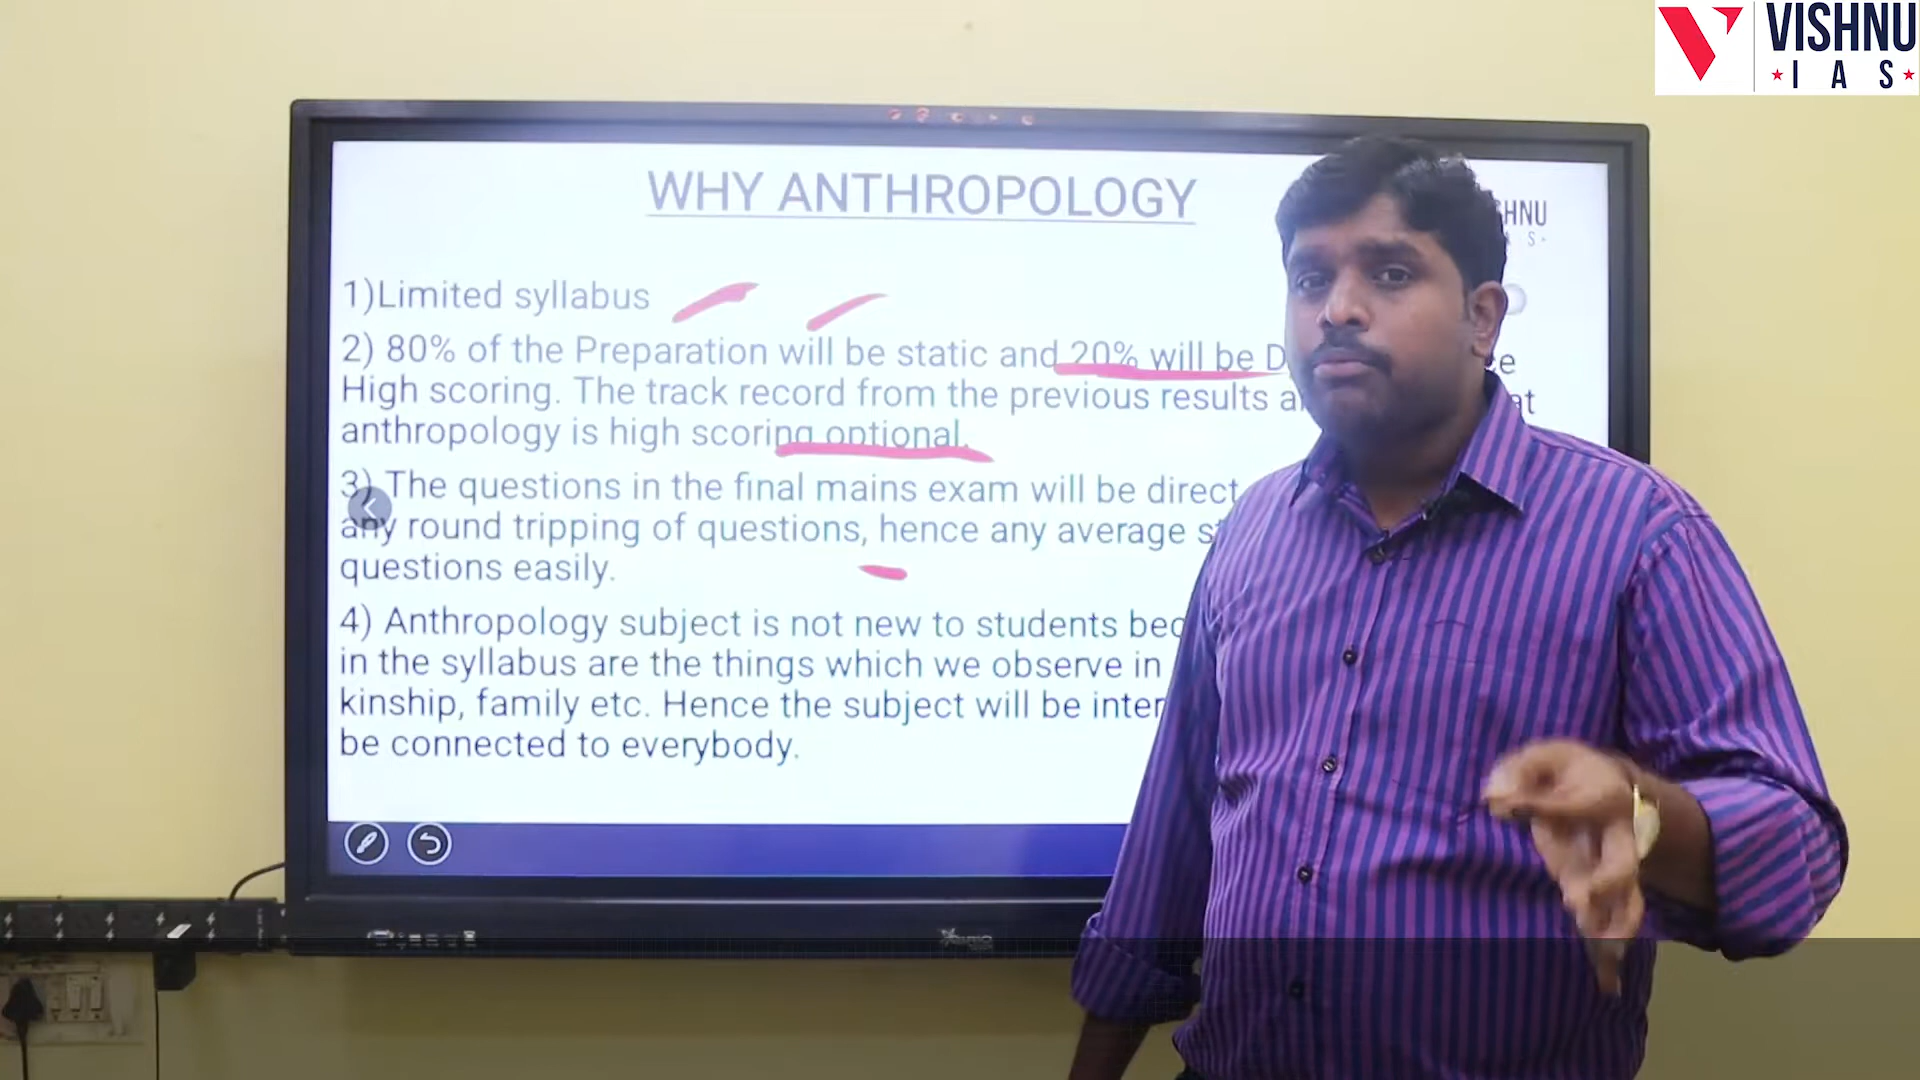 VISHNU
IAS
WHY ANTHROPOLOGY
HNU
S
1)Limited syllabus
2) 80% of the Preparation will be static and 20% will be
High scoring. The track record from the previous results
anthropology is high scoring optional.
3) The questions in the final mains exam will be direct
any round tripping of questions, hence any average
questions easily.
4) Anthropology subject is not new to students
in the syllabus are the things which we observe in
kinship, family etc. Hence the subject will be
be connected to everybody.